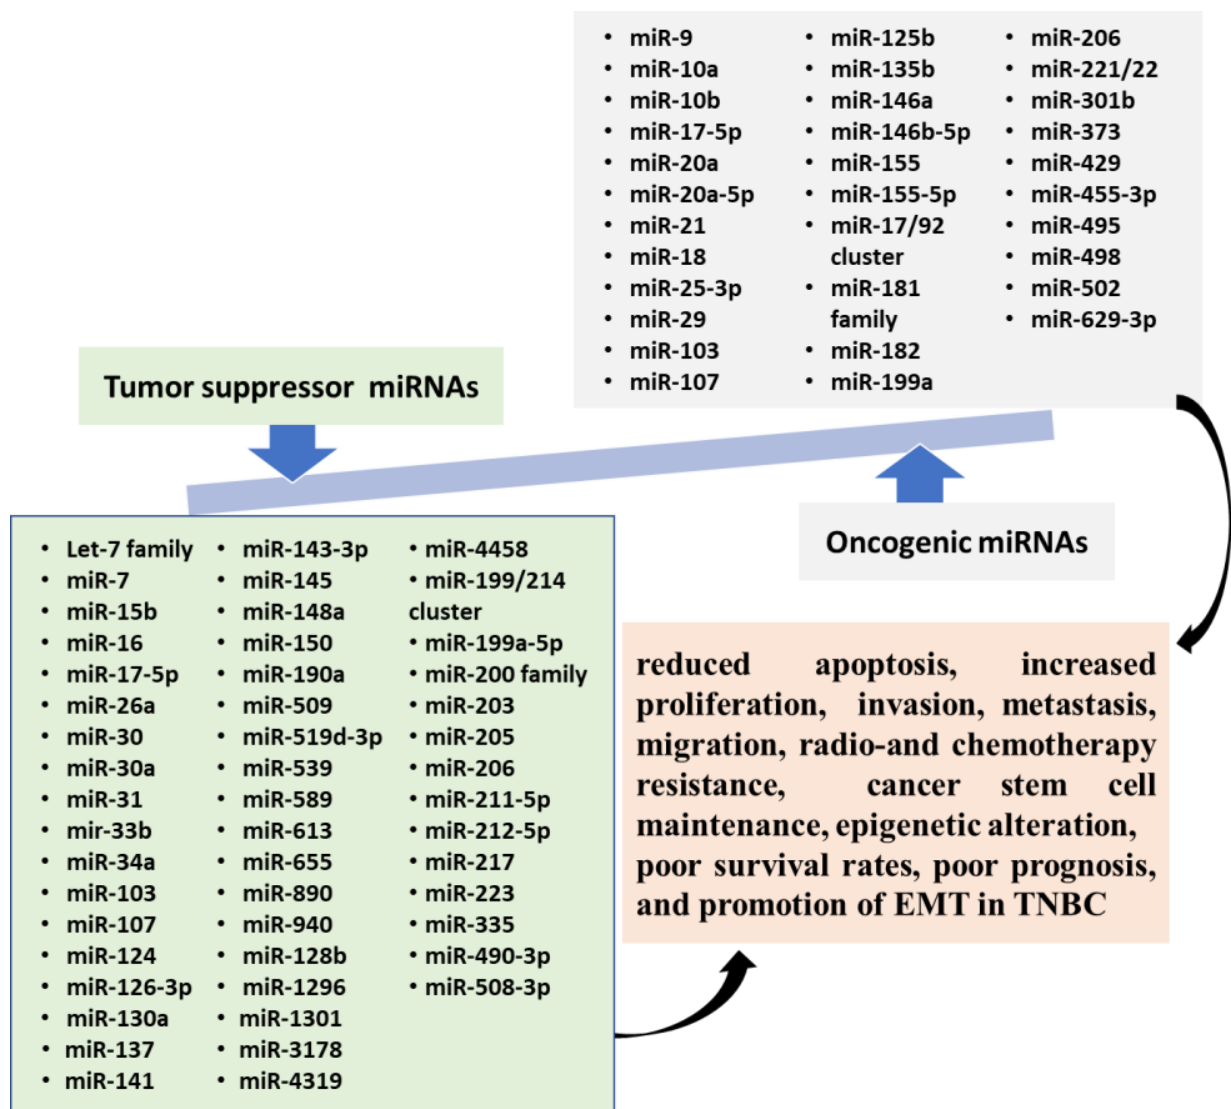 • miR-9
• miR-10a
• miR-10b
• miR-17-5p
• miR-20a
• miR-20a-5p
• miR-21
• miR-18
• miR-25-3p
• miR-29
• miR-103
• miR-107
• miR-125b
• miR-135b
• miR-146a
• miR-146b-5p
• miR-155
• miR-155-5p
• miR-17/92
cluster
• miR-181
family
• miR-182
• miR-199a
• miR-206
• miR-221/22
• miR-301b
• miR-373
• miR-429
• miR-455-3p
• miR-495
• miR-498
• miR-502
• miR-629-3p
Tumor suppressor miRNAs
Oncogenic miRNAs
• Let-7 family
• miR-7
• miR-15b
• miR-16
• miR-17-5p
• miR-26a
• miR-30
• miR-30a
• miR-31
• mir-33b
• miR-34a
• miR-103
• miR-107
• miR-124
• miR-126-3p
• miR-130a
• miR-137
• miR-141
• miR-143-3p
• miR-145
• miR-148a
• miR-150
• miR-190a
• miR-509
• miR-519d-3p
• miR-539
• miR-589
• miR-613
• miR-655
• miR-890
• miR-940
• miR-128b
• miR-1296
• miR-1301
• miR-3178
• miR-4319
• miR-4458
• miR-199/214
cluster
• miR-199a-5p
• miR-200 family
• miR-203
• miR-205
• miR-206
• miR-211-5p
• miR-212-5p
• miR-217
• miR-223
• miR-335
• miR-490-3p
• miR-508-3p
reduced apoptosis, increased
proliferation, invasion, metastasis,
migration, radio-and chemotherapy
resistance, cancer stem cell
maintenance, epigenetic alteration,
poor survival rates, poor prognosis,
and promotion of EMT in TNBC